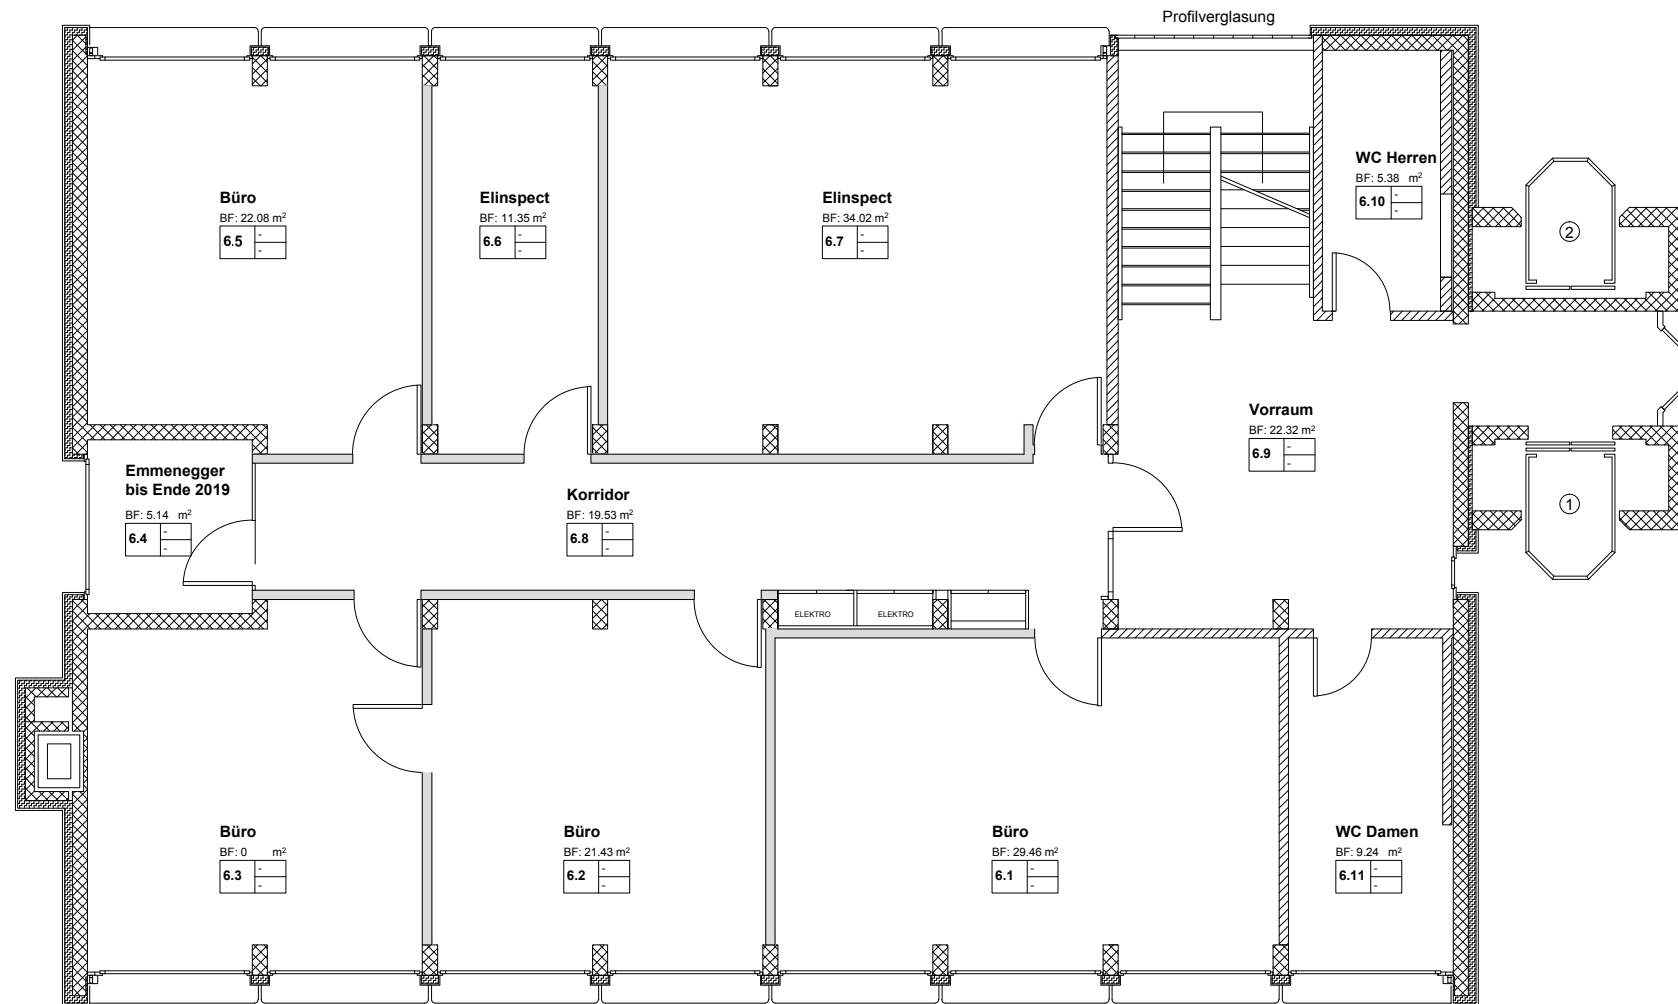 Profilverglasung
WC Herren
BF: 5.38 m²
6.10 - -
Büro
BF: 22.08 m²
6.5 - -
Elinspect
BF: 11.35 m²
6.6 - -
Elinspect
BF: 34.02 m²
6.7 - -
2
Vorraum
BF: 22.32 m²
6.9 - -
Emmenegger
bis Ende 2019
BF: 5.14 m²
6.4 - -
Korridor
BF: 19.53 m²
6.8 - -
1
ELEKTRO
ELEKTRO
Büro
BF: 0 m²
6.3 - -
Büro
BF: 21.43 m²
6.2 - -
Büro
BF: 29.46 m²
6.1 - -
WC Damen
BF: 9.24 m²
6.11 - -